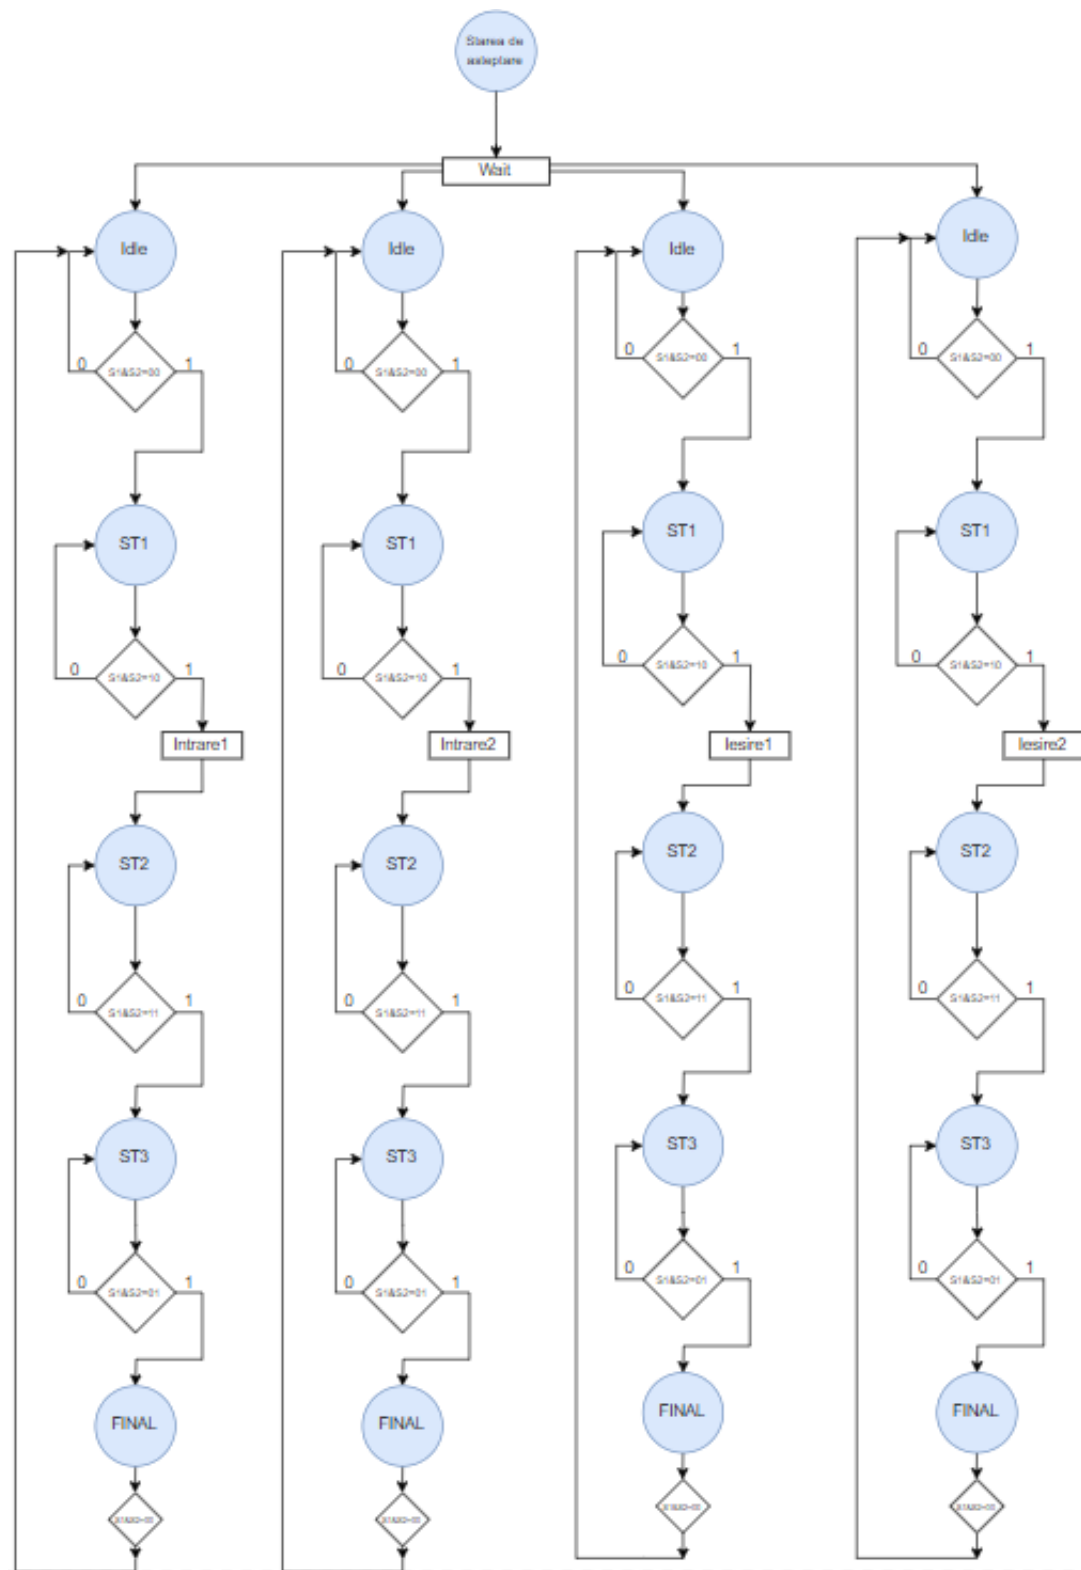 Starea de
asteptare
Wait
Idle
Idle
Idle
Idle
S1&S2=00
0
1
S1&S2=00
0
1
S1&S2=00
0
1
S1&S2=00
0
1
ST1
ST1
ST1
ST1
S1&S2=10
0
1
S1&S2=10
0
1
S1&S2=10
0
1
S1&S2=10
0
1
Intrare1
Intrare2
Iesire1
Iesire2
ST2
ST2
ST2
ST2
S1&S2=11
0
1
S1&S2=11
0
1
S1&S2=11
0
1
S1&S2=11
0
1
ST3
ST3
ST3
ST3
S1&S2=01
0
1
S1&S2=01
0
1
S1&S2=01
0
1
S1&S2=01
0
1
FINAL
FINAL
FINAL
FINAL